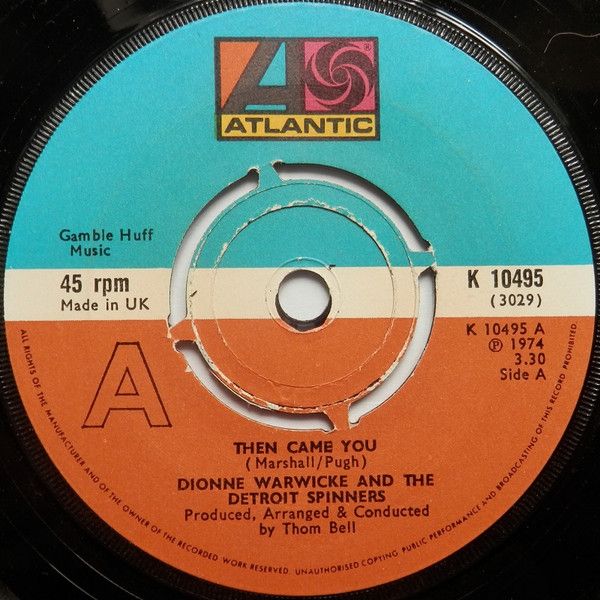 ATLANTIC
®
Gamble Huff
Music
45 rpm
Made in UK
K 10495
(3029)
K 10495 A
Ⓟ 1974
3.30
Side A
A
THEN CAME YOU
(Marshall/Pugh)
DIONNE WARWICKE AND THE
DETROIT SPINNERS
Produced, Arranged & Conducted
by Thom Bell
ALL RIGHTS OF THE MANUFACTURER AND OF THE OWNER OF THE RECORDED WORK RESERVED. UNAUTHORISED COPYING PUBLIC PERFORMANCE AND BROADCASTING OF THIS RECORD PROHIBITED.